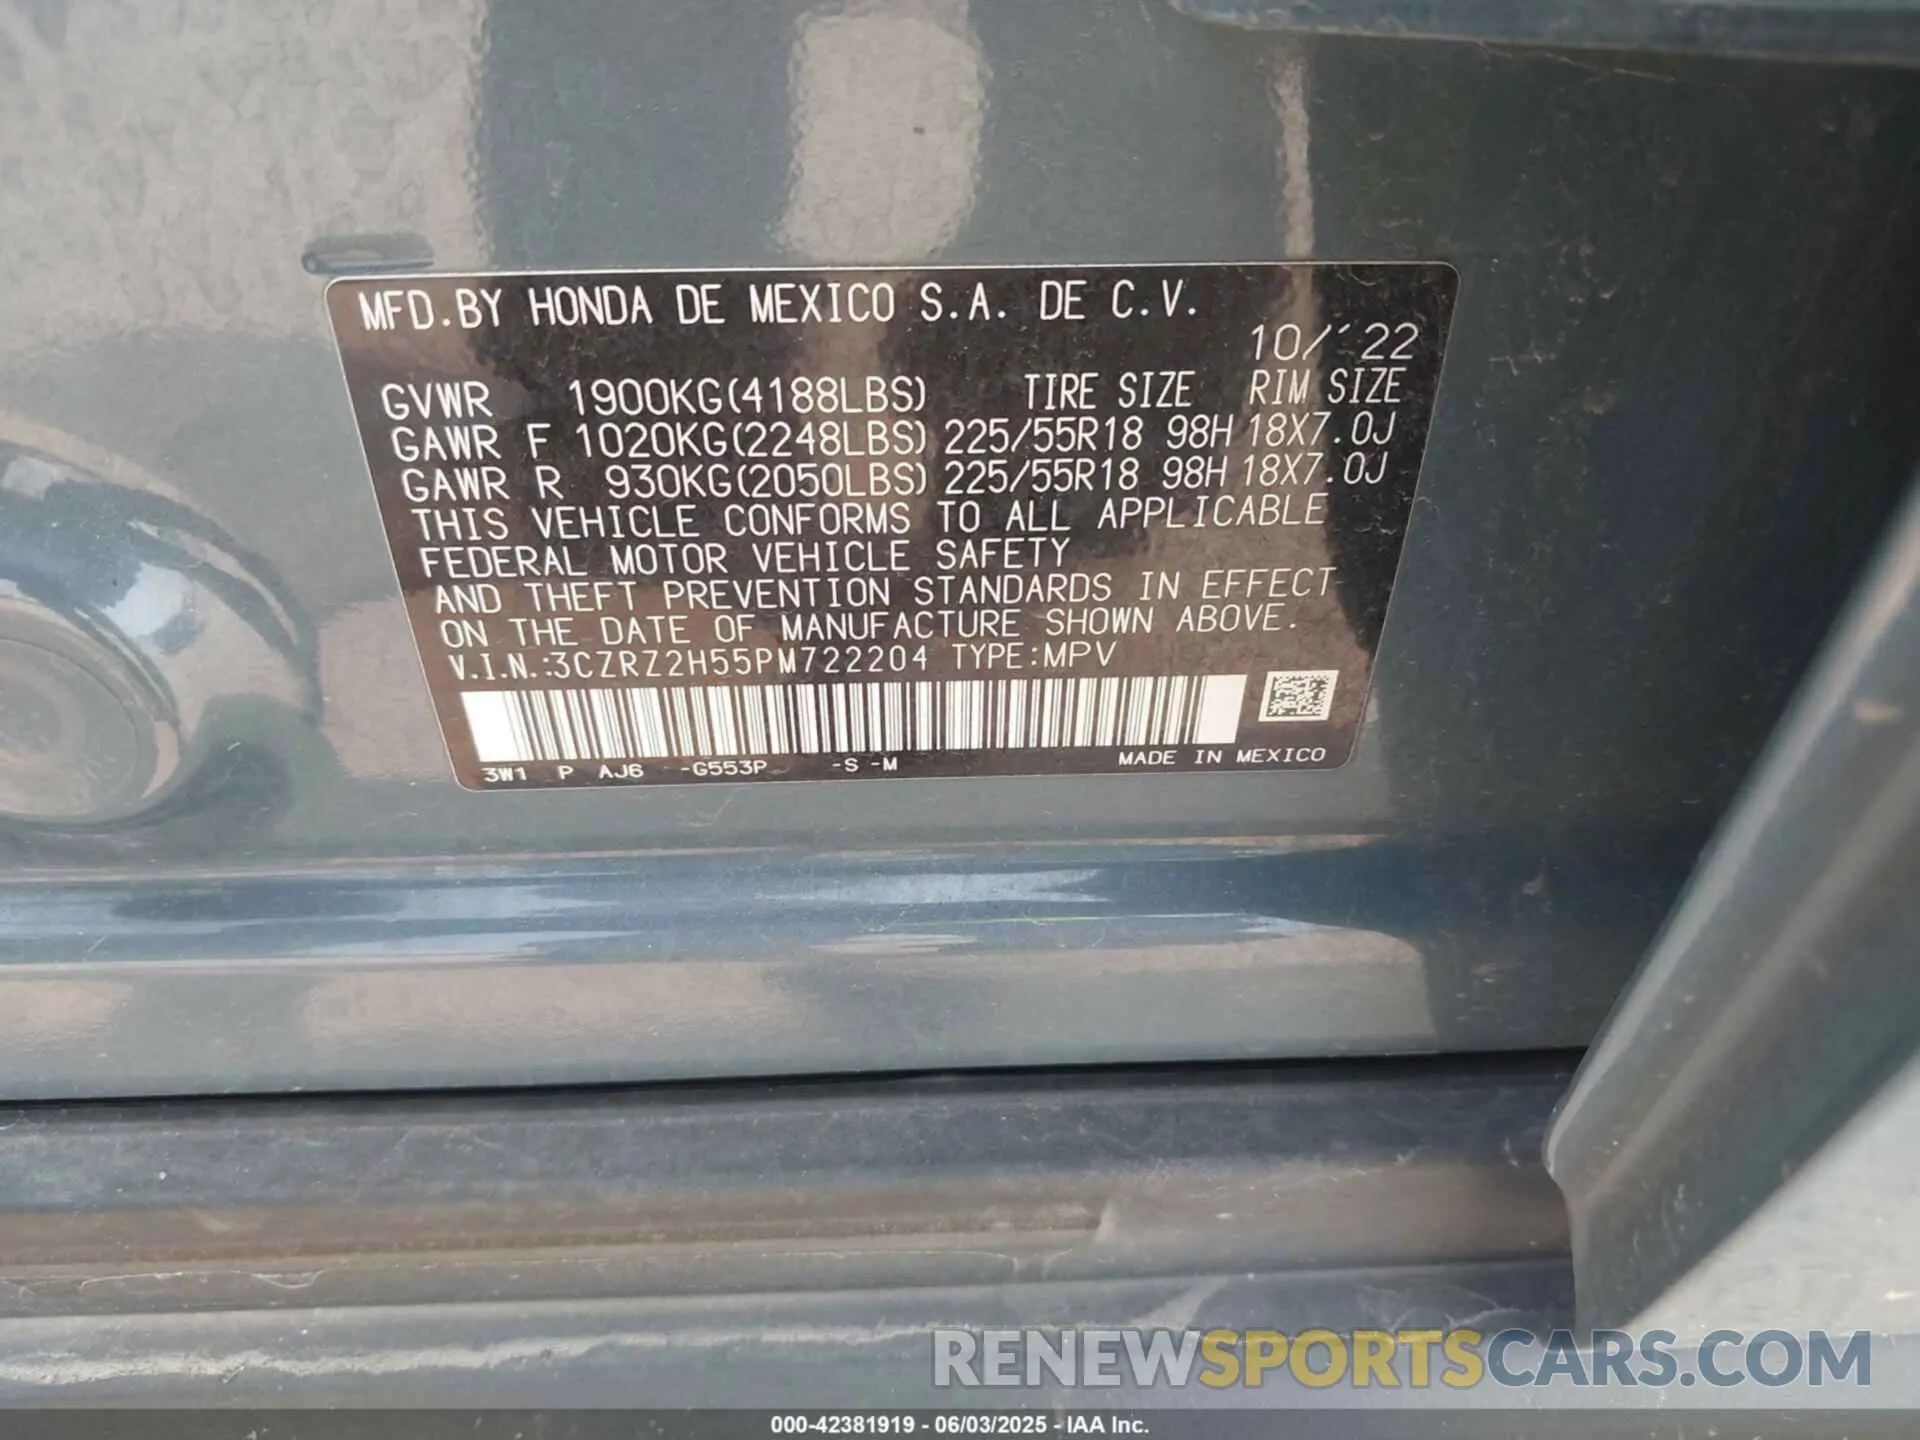 MFD.BY HONDA DE MEXICO S.A. DE C.V.
10/´22
GVWR 1900KG(4188LBS) TIRE SIZE RIM SIZE
GAWR F 1020KG(2248LBS) 225/55R18 98H 18X7.0J
GAWR R 930KG(2050LBS) 225/55R18 98H 18X7.0J
THIS VEHICLE CONFORMS TO ALL APPLICABLE
FEDERAL MOTOR VEHICLE SAFETY
AND THEFT PREVENTION STANDARDS IN EFFECT
ON THE DATE OF MANUFACTURE SHOWN ABOVE.
V.I.N.:3CZRZ2H55PM722204 TYPE:MPV
3W1 P AJ6 -G553P -S -M MADE IN MEXICO
RENEWSPORTSCARS.COM
000-42381919 - 06/03/2025 - IAA Inc.